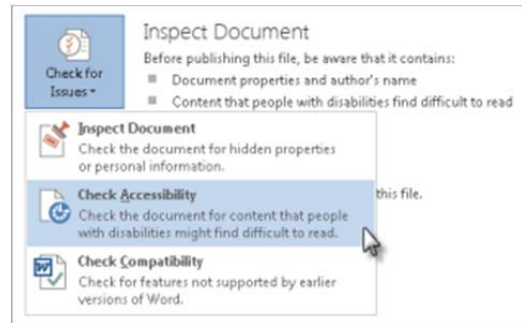 Check for
Issues
Inspect Document
Before publishing this file, be aware that it contains:
Document properties and author's name
Content that people with disabilities find difficult to read
Inspect Document
Check the document for hidden properties
or personal information.
Check Accessibility
Check the document for content that people
with disabilities might find difficult to read.
this file.
Check Compatibility
Check for features not supported by earlier
versions of Word.